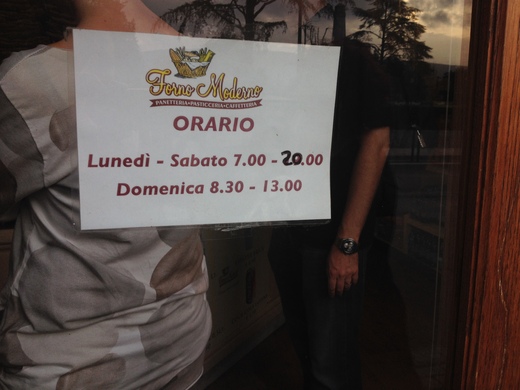 Forno Moderno
PANETTERIA•PASTICCERIA•CAFFETTERIA
ORARIO
Lunedì - Sabato 7.00 - 20.00
Domenica 8.30 - 13.00